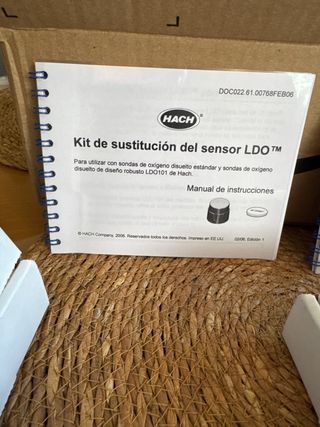 DOC022.61.00768FEB06
HACH®
Kit de sustitución del sensor LDO™
Para utilizar con sondas de oxígeno disuelto estándar y sondas de oxígeno
disuelto de diseño robusto LDO101 de Hach.
Manual de instrucciones
© HACH Company, 2006. Reservados todos los derechos. Impreso en EE.UU.
02/06, Edición 1